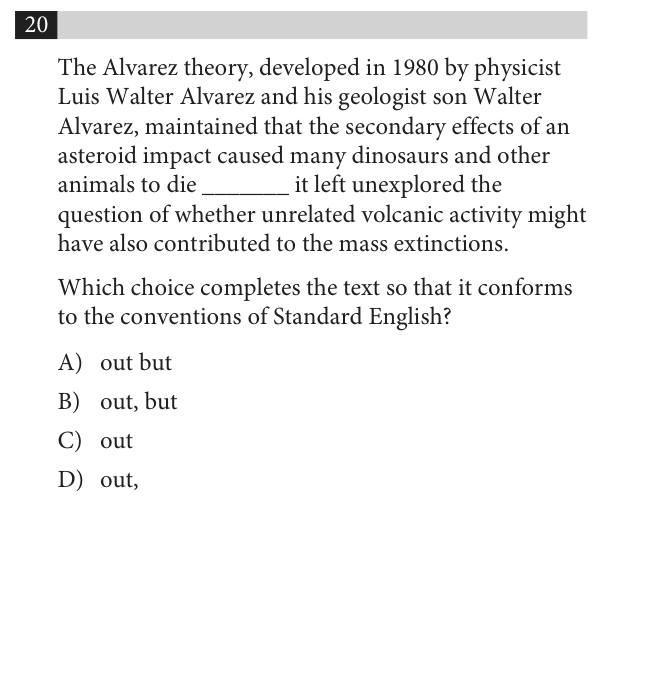 20
The Alvarez theory, developed in 1980 by physicist
Luis Walter Alvarez and his geologist son Walter
Alvarez, maintained that the secondary effects of an
asteroid impact caused many dinosaurs and other
animals to die _______ it left unexplored the
question of whether unrelated volcanic activity might
have also contributed to the mass extinctions.
Which choice completes the text so that it conforms
to the conventions of Standard English?
A) out but
B) out, but
C) out
D) out,